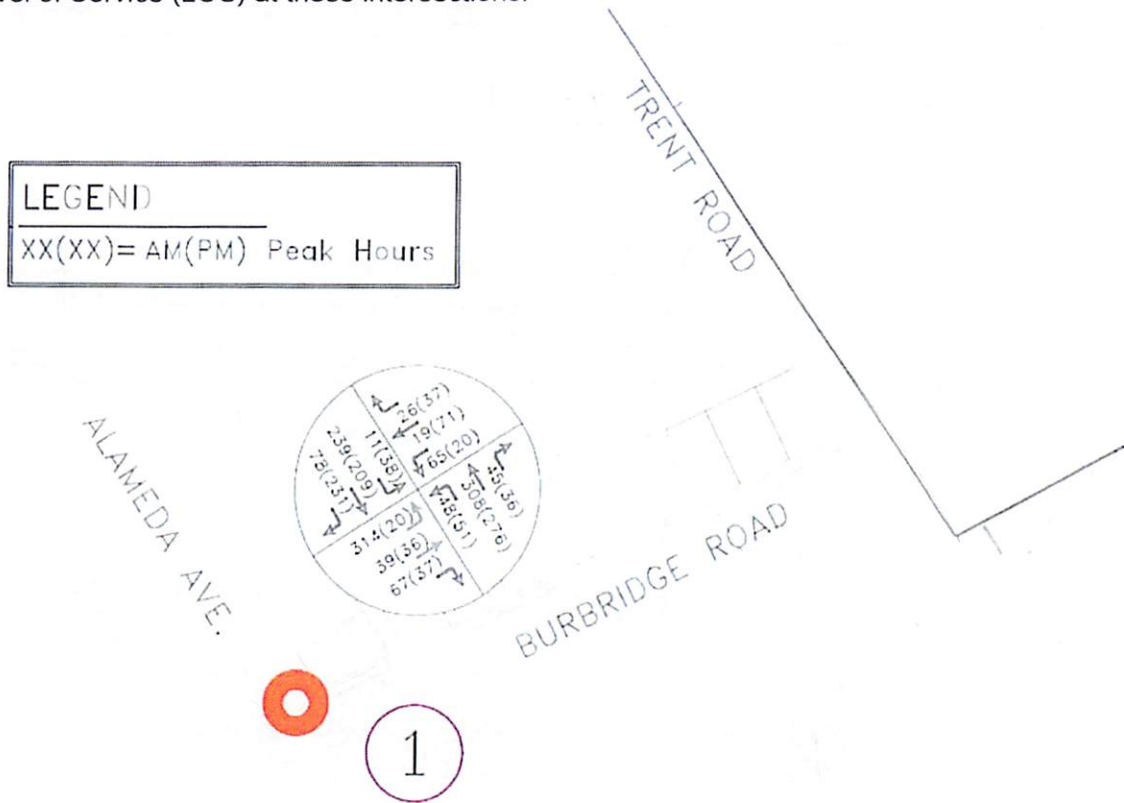 vel of Service (LOS) at these intersections.
TRENT ROAD
LEGEND
XX(XX)= AM(PM) Peak Hours
ALAMEDA AVE.
26(37)
19(71)
65(20)
11(38)
239(209)
78(231)
45(36)
308(276)
48(51)
314(20)
39(36)
67(37)
BURBRIDGE ROAD
1